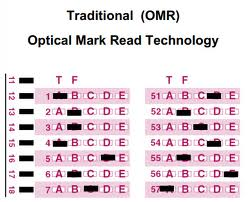 Traditional (OMR)
Optical Mark Read Technology
11 T F T F
12 1 B C D E 51 A B C E
13 2 A C D E 52 A C D E
14 3 A C D E 53 A B D E
15 4 B C D E 54 A B C E
16 5 A B C E 55 A C D E
17 6 A C D E 56 A B C D
18 7 A B D E 57 B C D E